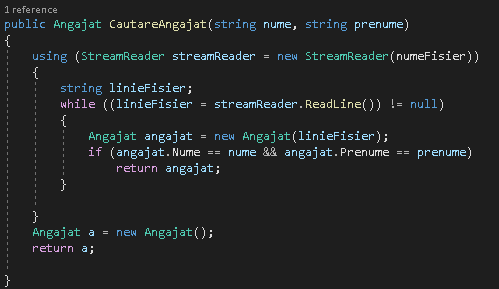 1 reference
public Angajat CautareAngajat(string nume, string prenume)
{
    using (StreamReader streamReader = new StreamReader(numeFisier))
    {
        string linieFisier;
        while ((linieFisier = streamReader.ReadLine()) != null)
        {
            Angajat angajat = new Angajat(linieFisier);
            if (angajat.Nume == nume && angajat.Prenume == prenume)
                return angajat;
        }
    }
    Angajat a = new Angajat();
    return a;
}